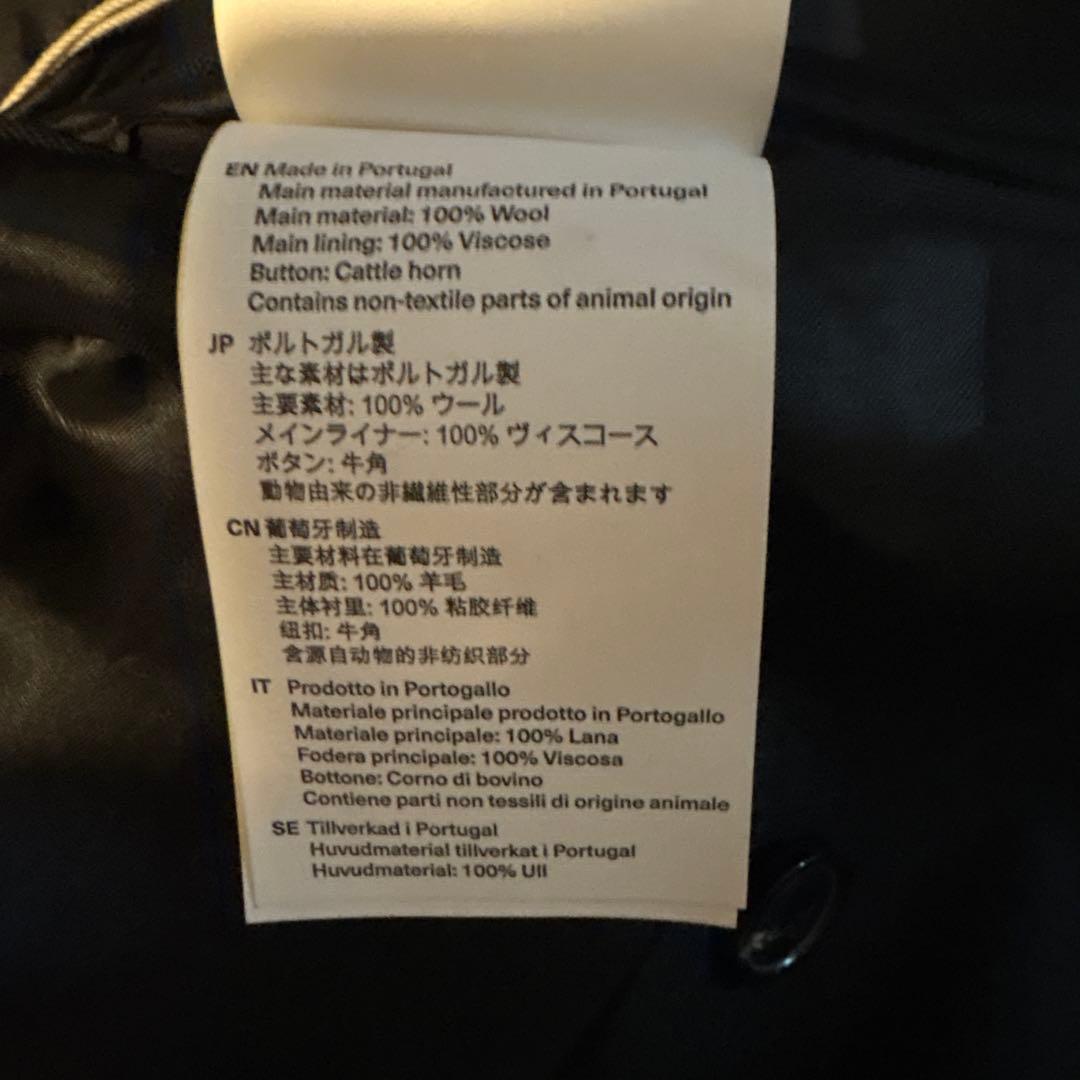 EN Made in Portugal
Main material manufactured in Portugal
Main material: 100% Wool
Main lining: 100% Viscose
Button: Cattle horn
Contains non-textile parts of animal origin
JP ポルトガル製
主な素材はポルトガル製
主要素材: 100% ウール
メインライナー: 100% ヴィスコース
ボタン: 牛角
動物由来の非繊維性部分が含まれます
CN 葡萄牙制造
主要材料在葡萄牙制造
主材质: 100% 羊毛
主体衬里: 100% 粘胶纤维
纽扣: 牛角
含源自动物的非纺织部分
IT Prodotto in Portogallo
Materiale principale prodotto in Portogallo
Materiale principale: 100% Lana
Fodera principale: 100% Viscosa
Bottone: Corno di bovino
Contiene parti non tessili di origine animale
SE Tillverkad i Portugal
Huvudmaterial tillverkat i Portugal
Huvudmaterial: 100% Ull